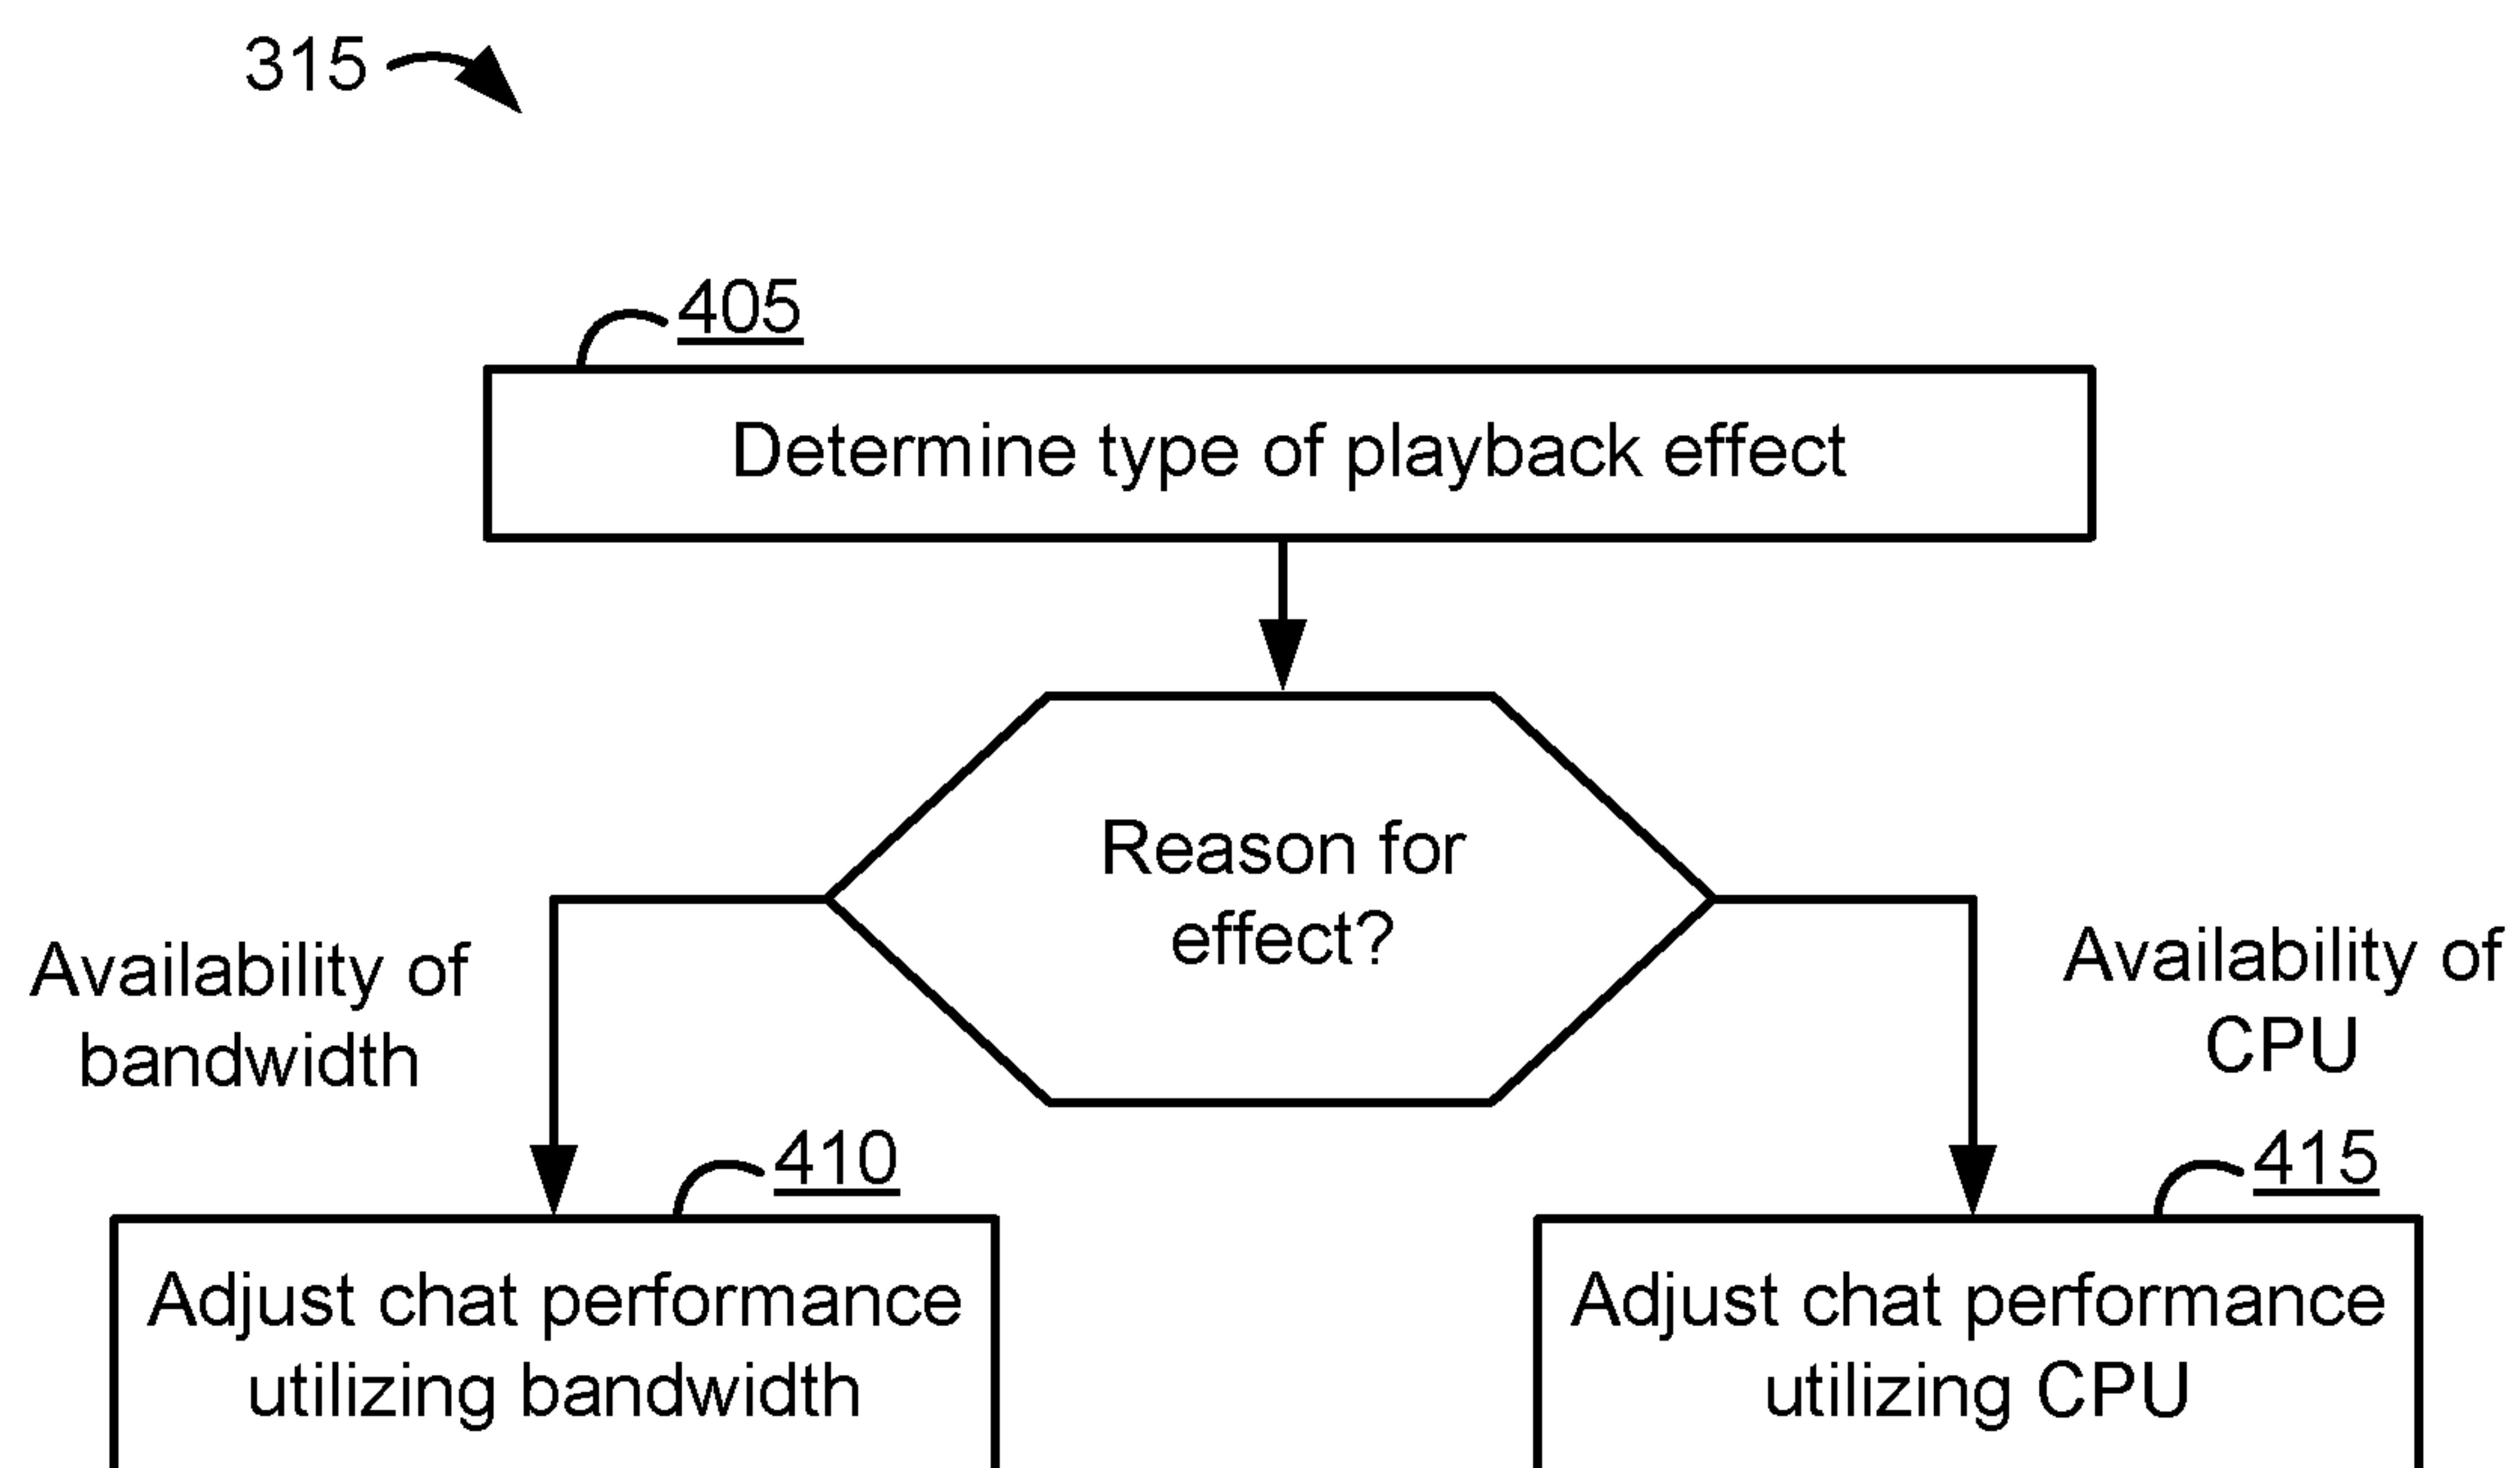 315
405
Determine type of playback effect
Reason for
effect?
Availability of
bandwidth
Availability of
CPU
410
415
Adjust chat performance
utilizing bandwidth
Adjust chat performance
utilizing CPU